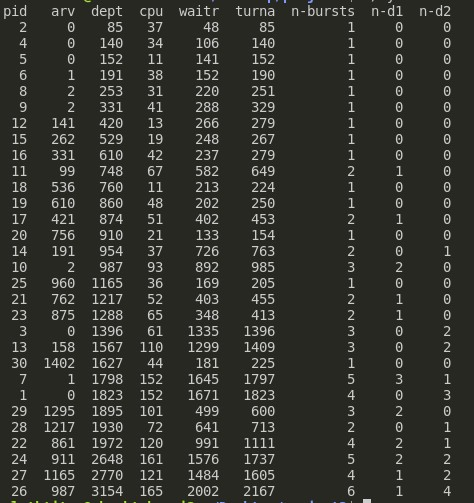 pid arv dept cpu waitr turna n-bursts n-d1 n-d2
2 0 85 37 48 85 1 0 0
4 0 140 34 106 140 1 0 0
5 0 152 11 141 152 1 0 0
6 1 191 38 152 190 1 0 0
8 2 253 31 220 251 1 0 0
9 2 331 41 288 329 1 0 0
12 141 420 13 266 279 1 0 0
15 262 529 19 248 267 1 0 0
16 331 610 42 237 279 1 0 0
11 99 748 67 582 649 2 1 0
18 536 760 11 213 224 1 0 0
19 610 860 48 202 250 1 0 0
17 421 874 51 402 453 2 1 0
20 756 910 21 133 154 1 0 0
14 191 954 37 726 763 2 0 1
10 2 987 93 892 985 3 2 0
25 960 1165 36 169 205 1 0 0
21 762 1217 52 403 455 2 1 0
23 875 1288 65 348 413 2 1 0
3 0 1396 61 1335 1396 3 0 2
13 158 1567 110 1299 1409 3 0 2
30 1402 1627 44 181 225 1 0 0
7 1 1798 152 1645 1797 5 3 1
1 0 1823 152 1671 1823 4 0 3
29 1295 1895 101 499 600 3 2 0
28 1217 1930 72 641 713 2 0 1
22 861 1972 120 991 1111 4 2 1
24 911 2648 161 1576 1737 5 2 2
27 1165 2770 121 1484 1605 4 1 2
26 987 3154 165 2002 2167 6 1 4